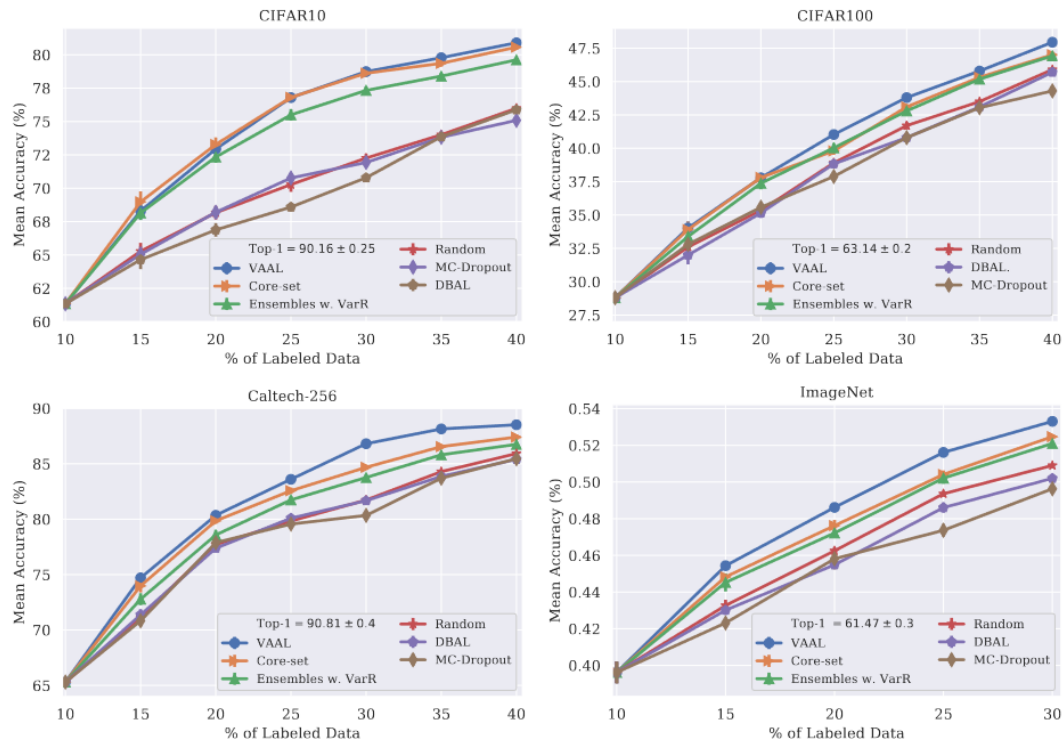 CIFAR10
Mean Accuracy (%)
80
78
75
72
70
68
65
62
60
Top-1 = 90.16 ± 0.25
VAAL
Core-set
Ensembles w. VarR
Random
MC-Dropout
DBAL
10 15 20 25 30 35 40
% of Labeled Data
CIFAR100
Mean Accuracy (%)
47.5
45.0
42.5
40.0
37.5
35.0
32.5
30.0
27.5
Top-1 = 63.14 ± 0.2
VAAL
Core-set
Ensembles w. VarR
Random
DBAL.
MC-Dropout
10 15 20 25 30 35 40
% of Labeled Data
Caltech-256
Mean Accuracy (%)
90
85
80
75
70
65
Top-1 = 90.81 ± 0.4
VAAL
Core-set
Ensembles w. VarR
Random
DBAL
MC-Dropout
10 15 20 25 30 35 40
% of Labeled Data
ImageNet
Mean Accuracy (%)
0.54
0.52
0.50
0.48
0.46
0.44
0.42
0.40
Top-1 = 61.47 ± 0.3
VAAL
Core-set
Ensembles w. VarR
Random
DBAL
MC-Dropout
10 15 20 25 30
% of Labeled Data